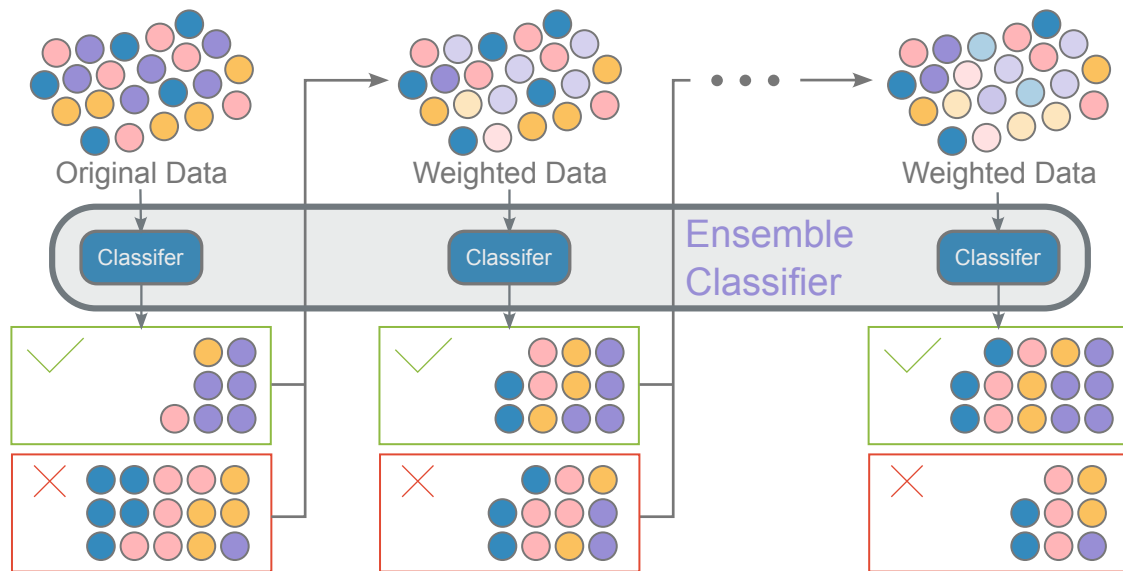 Original Data
Weighted Data
Weighted Data
Classifer
Classifer
Ensemble
Classifier
Classifer